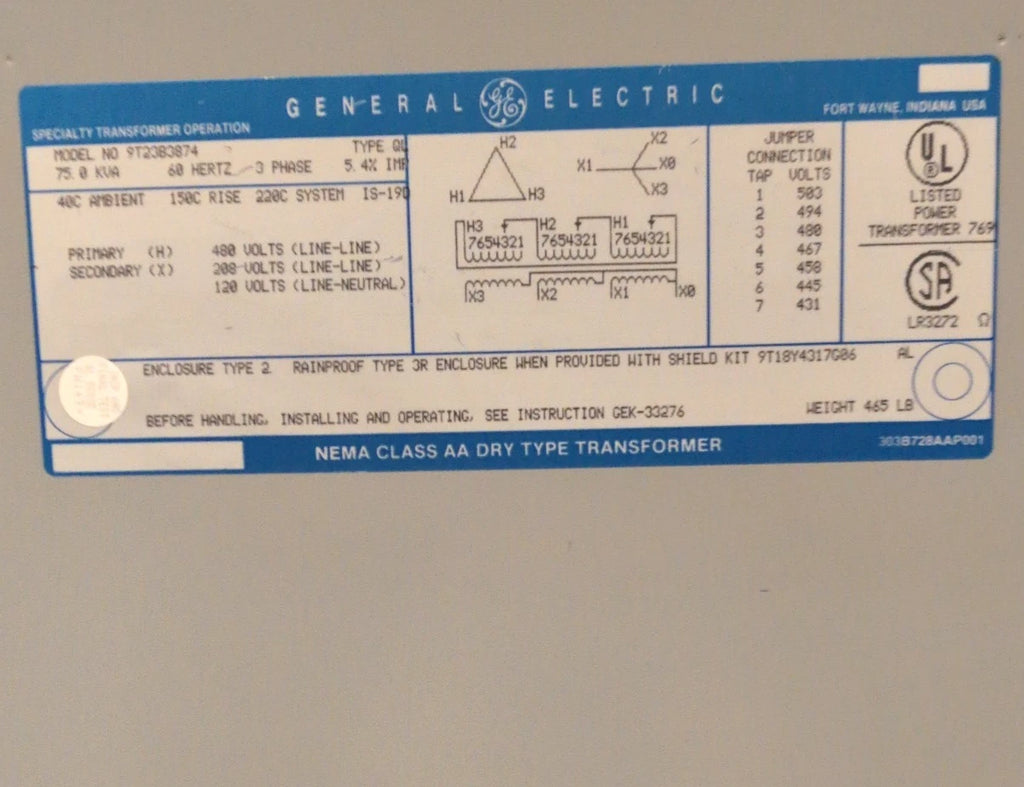 GENERAL GE ELECTRIC
SPECIALTY TRANSFORMER OPERATION
FORT WAYNE, INDIANA USA
MODEL NO 9T23B3874 TYPE QL
75.0 KVA 60 HERTZ 3 PHASE 5.4% IMP
40C AMBIENT 150C RISE 220C SYSTEM IS-190
PRIMARY (H) 480 VOLTS (LINE-LINE)
SECONDARY (X) 208 VOLTS (LINE-LINE)
120 VOLTS (LINE-NEUTRAL)
H2
H1 H3
X2
X1 X0
X3
H3 H2 H1
7654321 7654321 7654321
X3 X2 X1 X0
JUMPER
CONNECTION
TAP VOLTS
1 503
2 494
3 480
4 467
5 458
6 445
7 431
UL
®
LISTED
POWER
TRANSFORMER 769
SA
LR3272 Ω
ENCLOSURE TYPE 2 RAINPROOF TYPE 3R ENCLOSURE WHEN PROVIDED WITH SHIELD KIT 9T18Y4317G06 AL
BEFORE HANDLING, INSTALLING AND OPERATING, SEE INSTRUCTION GEK-33276 WEIGHT 465 LB
NEMA CLASS AA DRY TYPE TRANSFORMER
303B728AAP001